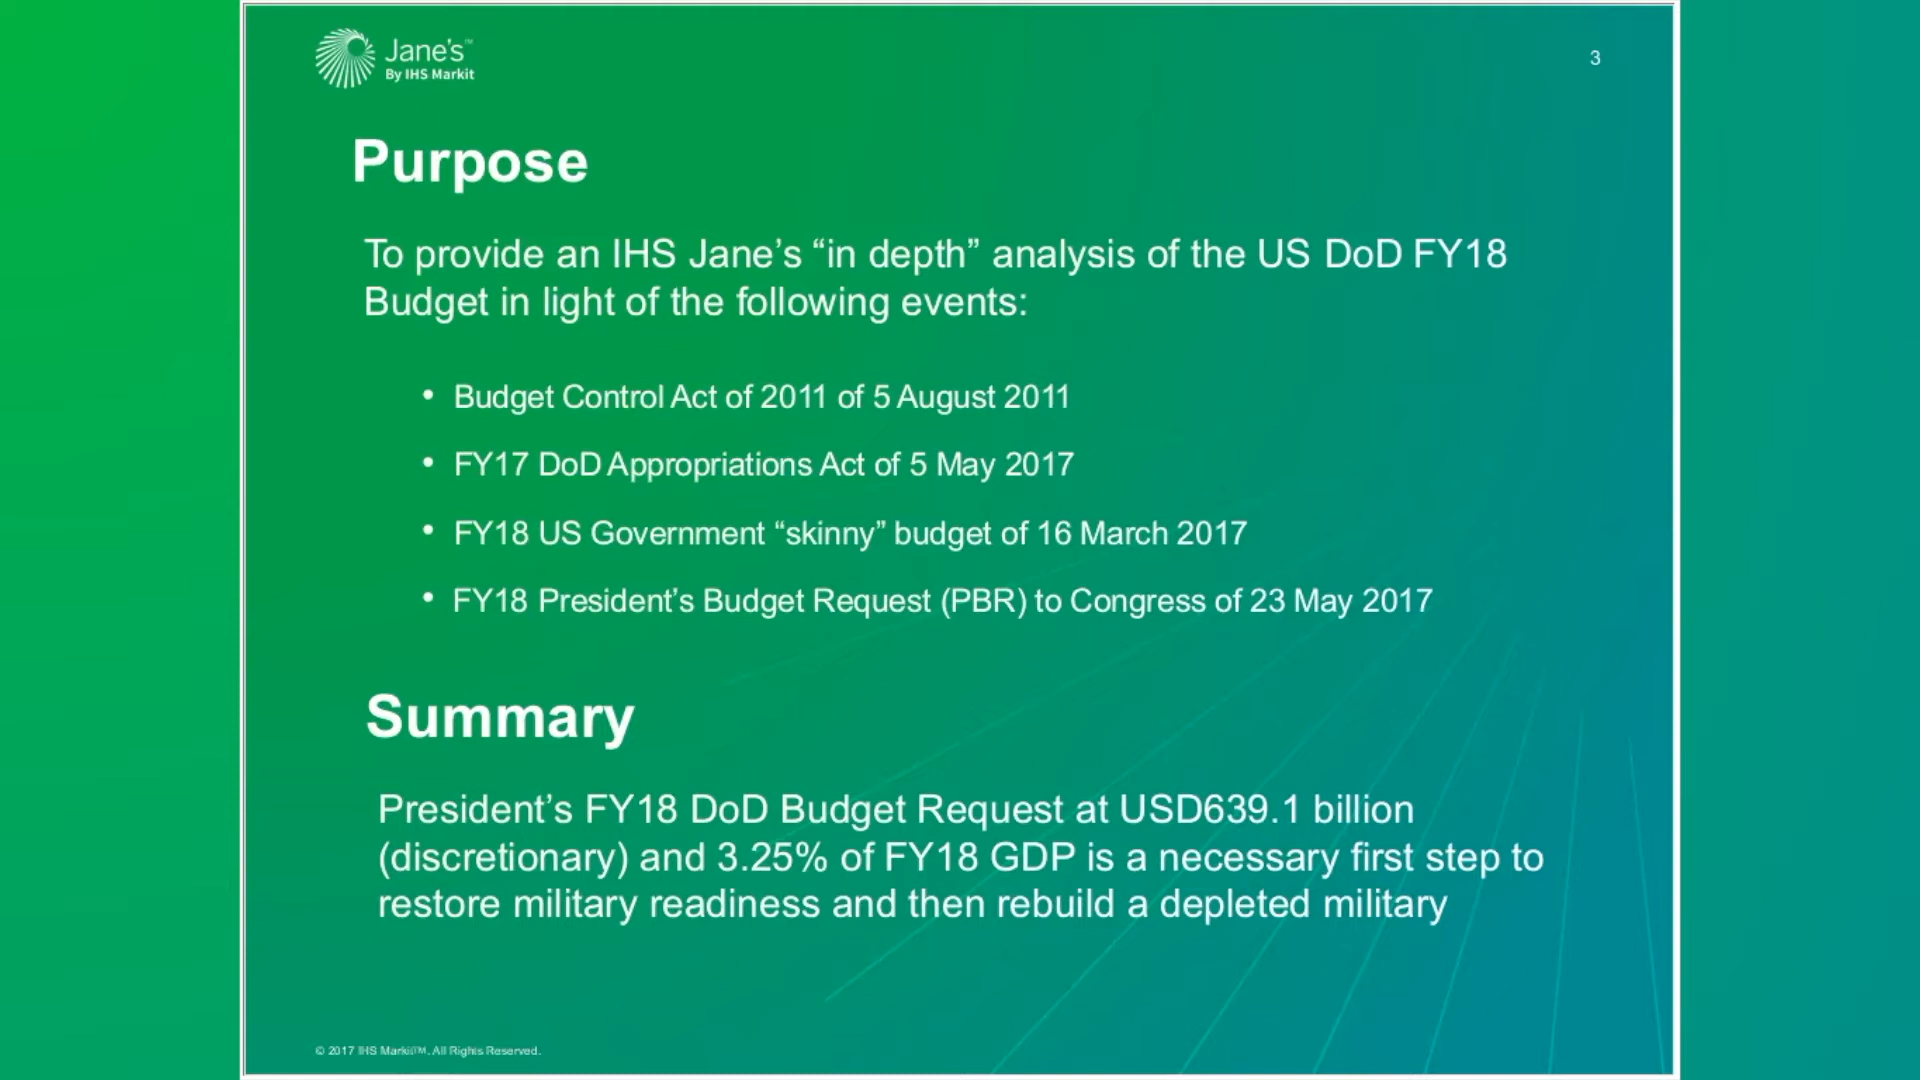 Jane's™
By IHS Markit
3
Purpose
To provide an IHS Jane’s “in depth” analysis of the US DoD FY18
Budget in light of the following events:
• Budget Control Act of 2011 of 5 August 2011
• FY17 DoD Appropriations Act of 5 May 2017
• FY18 US Government “skinny” budget of 16 March 2017
• FY18 President’s Budget Request (PBR) to Congress of 23 May 2017
Summary
President’s FY18 DoD Budget Request at USD639.1 billion
(discretionary) and 3.25% of FY18 GDP is a necessary first step to
restore military readiness and then rebuild a depleted military
© 2017 IHS Markit™. All Rights Reserved.